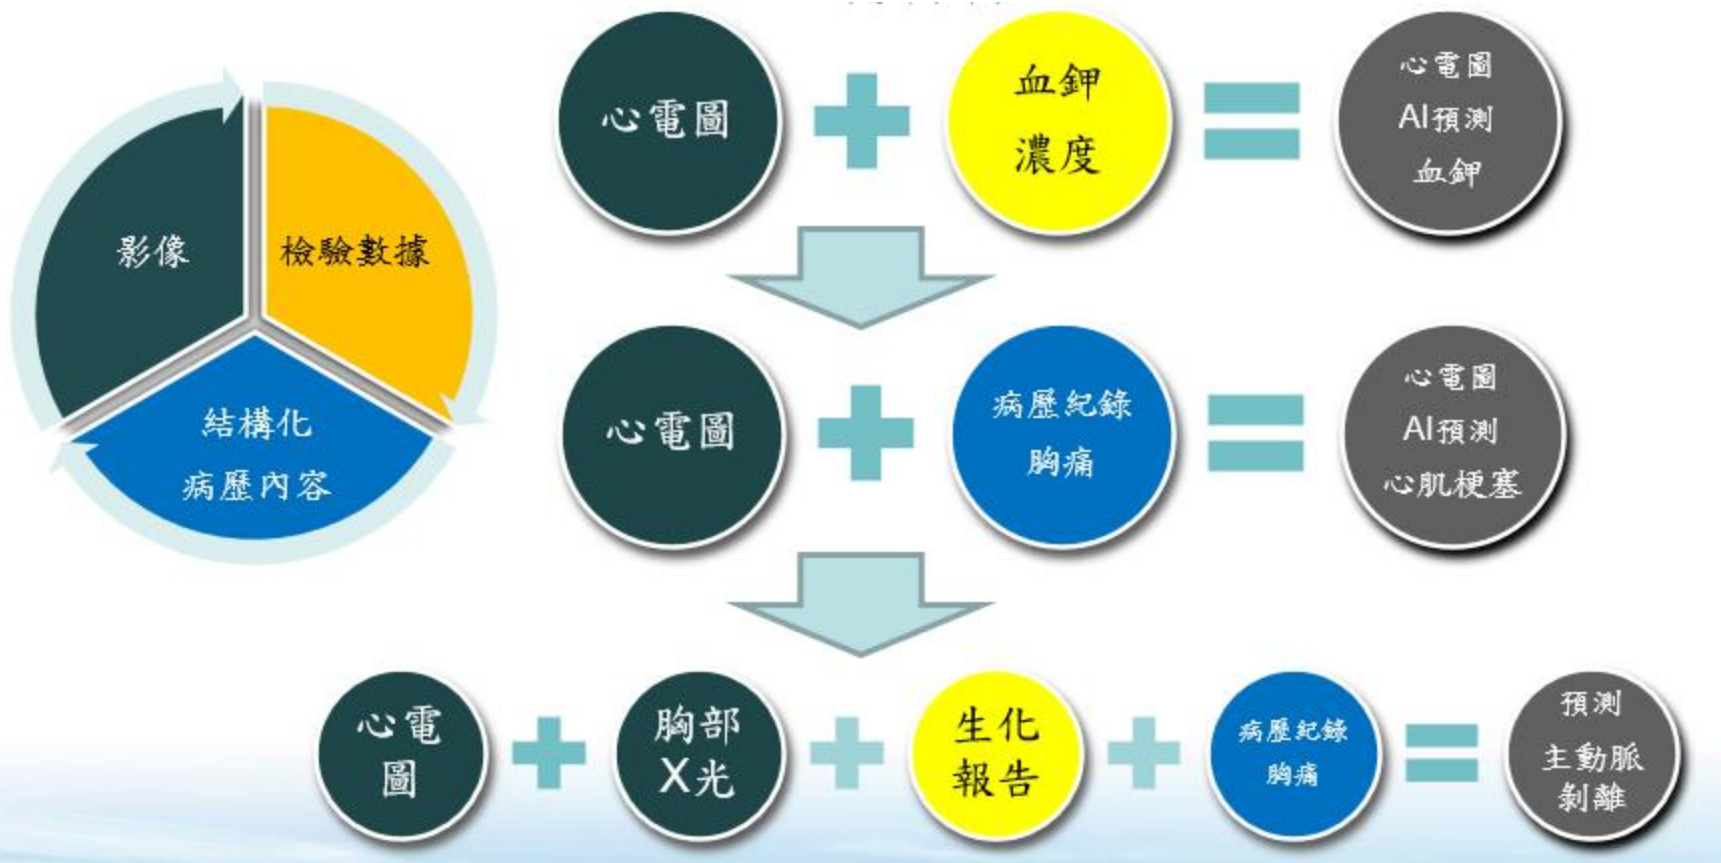 影像
檢驗數據
結構化
病歷內容
心電圖
血鉀
濃度
心電圖
AI預測
血鉀
心電圖
病歷紀錄
胸痛
心電圖
AI預測
心肌梗塞
心電
圖
胸部
X光
生化
報告
病歷紀錄
胸痛
預測
主動脈
剝離